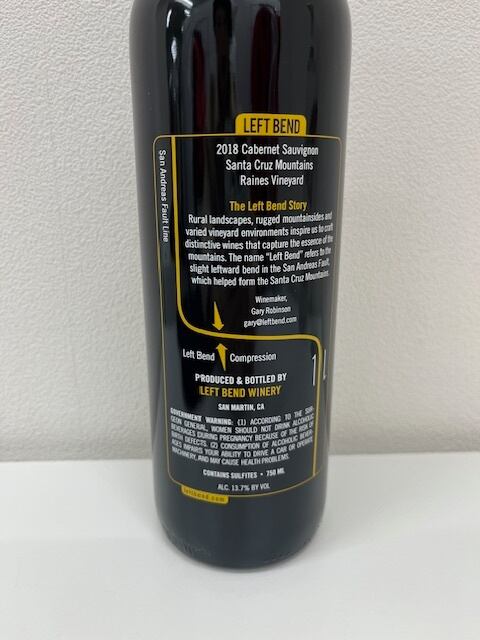 LEFT BEND
2018 Cabernet Sauvignon
Santa Cruz Mountains
Raines Vineyard
San Andreas Fault Line
The Left Bend Story
Rural landscapes, rugged mountainsides and
varied vineyard environments inspire us to craft
distinctive wines that capture the essence of the
mountains. The name "Left Bend" refers to the
slight leftward bend in the San Andreas Fault,
which helped form the Santa Cruz Mountains.
Winemaker,
Gary Robinson
gary@leftbend.com
Left Bend Compression
PRODUCED & BOTTLED BY
LEFT BEND WINERY
SAN MARTIN, CA
GOVERNMENT WARNING: (1) ACCORDING TO THE SUR-
GEON GENERAL, WOMEN SHOULD NOT DRINK ALCOHOLIC
BEVERAGES DURING PREGNANCY BECAUSE OF THE RISK OF
BIRTH DEFECTS. (2) CONSUMPTION OF ALCOHOLIC BEVER-
AGES IMPAIRS YOUR ABILITY TO DRIVE A CAR OR OPERATE
MACHINERY, AND MAY CAUSE HEALTH PROBLEMS.
CONTAINS SULFITES • 750 ML
ALC. 13.7% BY VOL
leftbend.com